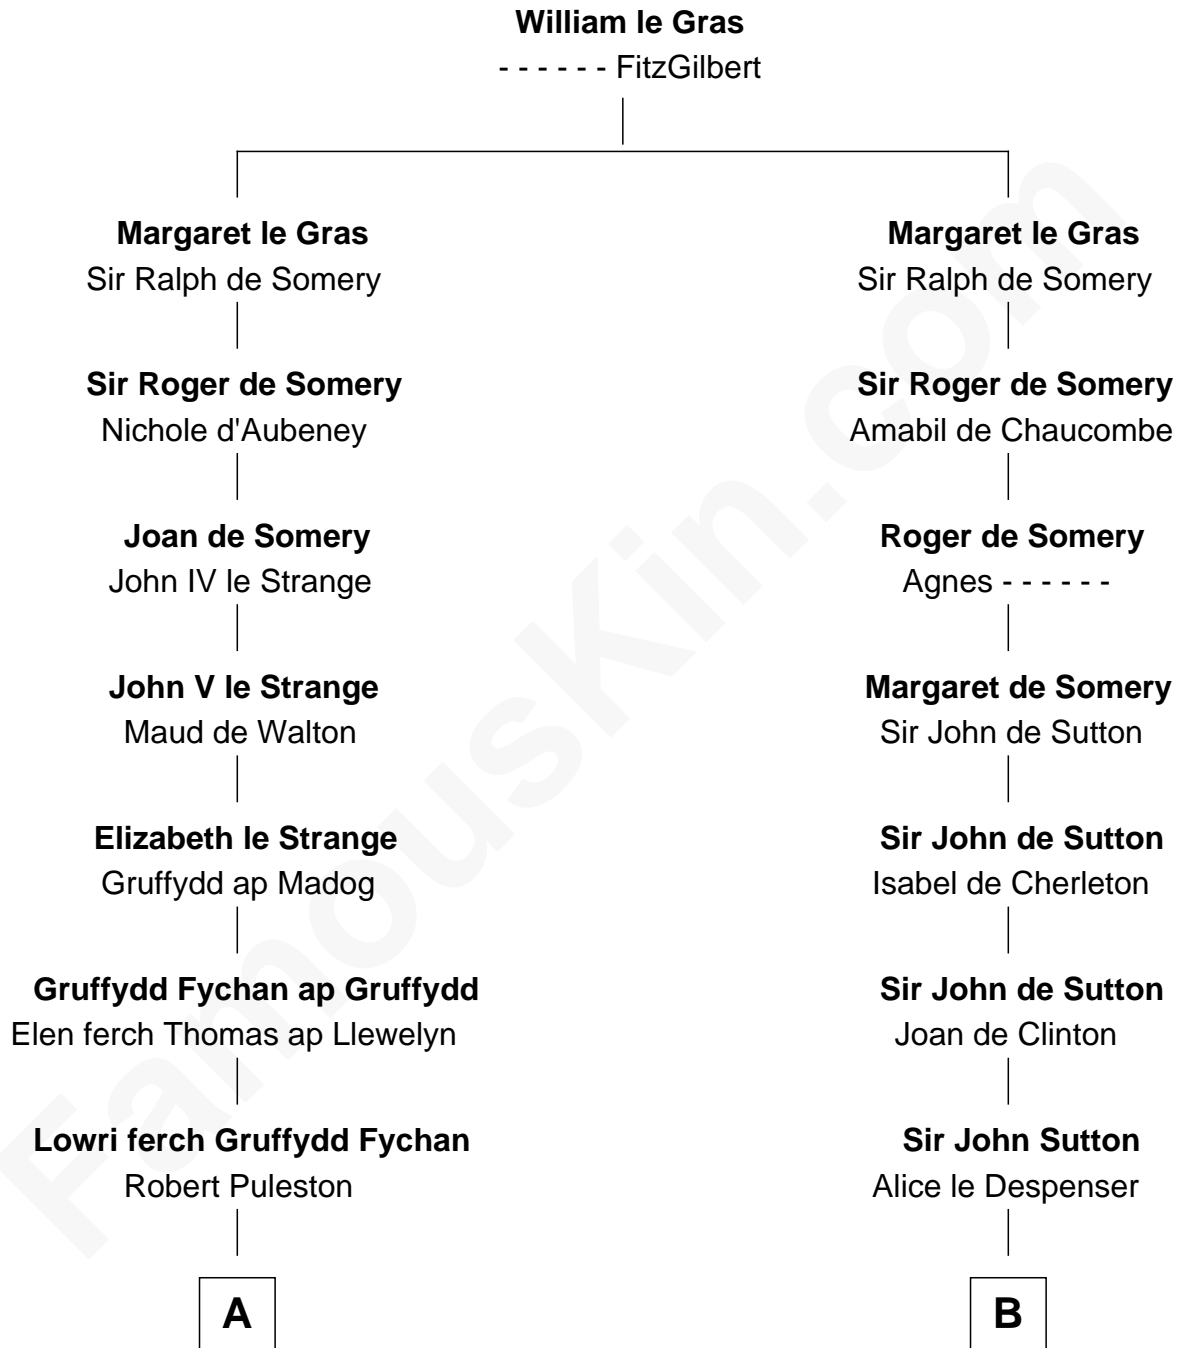 William le Gras
- - - - - - FitzGilbert
Margaret le Gras
Sir Ralph de Somery
Sir Roger de Somery
Nichole d'Aubeney
Joan de Somery
John IV le Strange
John V le Strange
Maud de Walton
Elizabeth le Strange
Gruffydd ap Madog
Gruffydd Fychan ap Gruffydd
Elen ferch Thomas ap Llewelyn
Lowri ferch Gruffydd Fychan
Robert Puleston
A
Margaret le Gras
Sir Ralph de Somery
Sir Roger de Somery
Amabil de Chaucombe
Roger de Somery
Agnes - - - - - -
Margaret de Somery
Sir John de Sutton
Sir John de Sutton
Isabel de Cherleton
Sir John de Sutton
Joan de Clinton
Sir John Sutton
Alice le Despenser
B
FamousKin.com